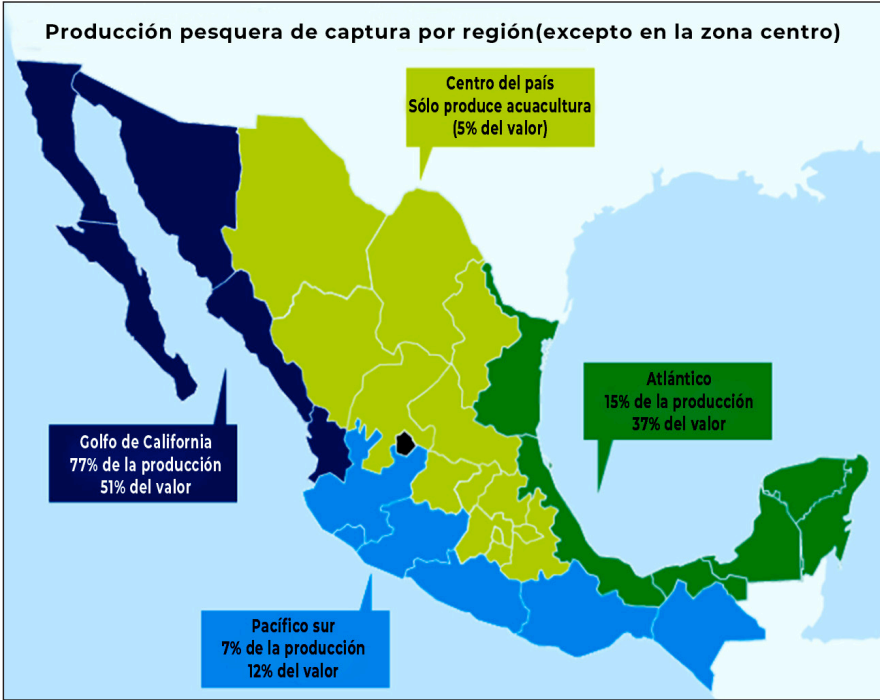 Producción pesquera de captura por región(excepto en la zona centro)
Centro del país
Sólo produce acuacultura
(5% del valor)
Atlántico
15% de la producción
37% del valor
Golfo de California
77% de la producción
51% del valor
Pacífico sur
7% de la producción
12% del valor